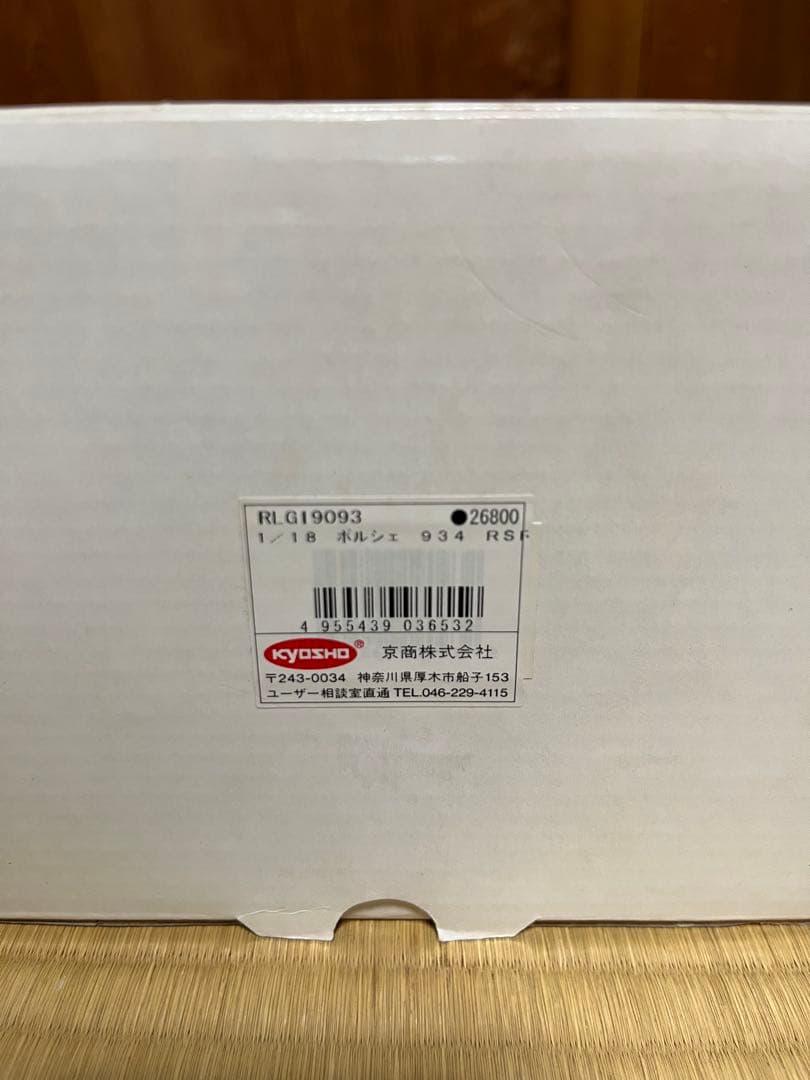 RLG19093 ●26800
1／18 ポルシェ 934 RSR
4 955439 036532
KYOSHO® 京商株式会社
〒243-0034 神奈川県厚木市船子153
ユーザー相談室直通 TEL.046-229-4115